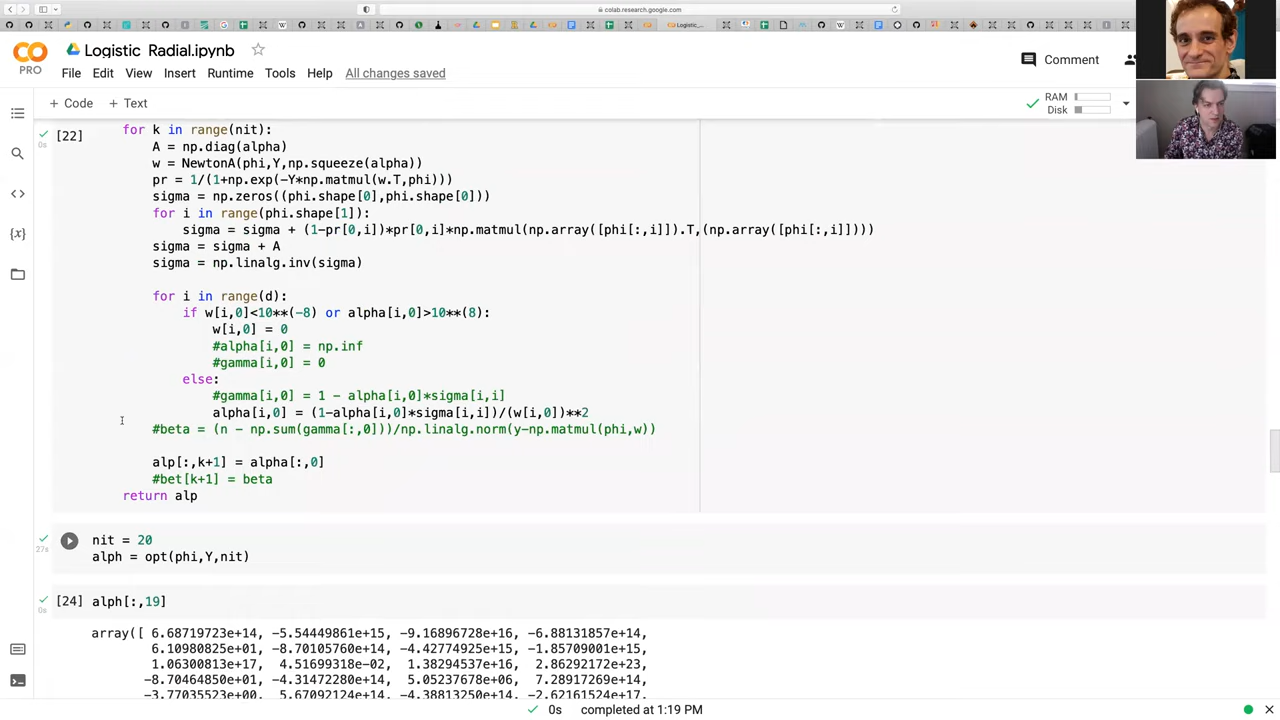 colab.research.google.com
Logistic_...
Logistic_Radial.ipynb
PRO
File Edit View Insert Runtime Tools Help All changes saved
Comment
+ Code + Text
RAM
Disk
[22]
for k in range(nit):
A = np.diag(alpha)
w = NewtonA(phi,Y,np.squeeze(alpha))
pr = 1/(1+np.exp(-Y*np.matmul(w.T,phi)))
sigma = np.zeros((phi.shape[0],phi.shape[0]))
for i in range(phi.shape[1]):
sigma = sigma + (1-pr[0,i])*pr[0,i]*np.matmul(np.array([phi[:,i]]).T,(np.array([phi[:,i]])))
sigma = sigma + A
sigma = np.linalg.inv(sigma)
for i in range(d):
if w[i,0]<10**(-8) or alpha[i,0]>10**(8):
w[i,0] = 0
#alpha[i,0] = np.inf
#gamma[i,0] = 0
else:
#gamma[i,0] = 1 - alpha[i,0]*sigma[i,i]
alpha[i,0] = (1-alpha[i,0]*sigma[i,i])/(w[i,0])**2
#beta = (n - np.sum(gamma[:,0]))/np.linalg.norm(y-np.matmul(phi,w))
alp[:,k+1] = alpha[:,0]
#bet[k+1] = beta
return alp
0s
nit = 20
alph = opt(phi,Y,nit)
27s
[24] alph[:,19]
0s
array([ 6.68719723e+14, -5.54449861e+15, -9.16896728e+16, -6.88131857e+14,
6.10980825e+01, -8.70105760e+14, -4.42774925e+15, -1.85709001e+15,
1.06300813e+17, 4.51699318e-02, 1.38294537e+16, 2.86292172e+23,
-8.70464850e+01, -4.31472280e+14, 5.05237678e+06, 7.28917269e+14,
-3.77035520e+00, 5.67092124e+14, -4.38813250e+14, -2.62161524e+17,
0s completed at 1:19 PM